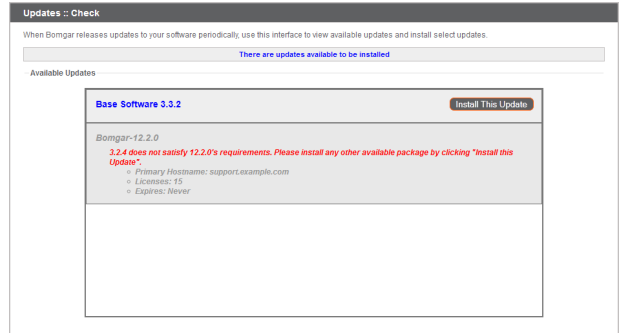 Updates :: Check
When Bomgar releases updates to your software periodically, use this interface to view available updates and install select updates.
There are updates available to be installed
Available Updates
Base Software 3.3.2
Install This Update
Bomgar-12.2.0
3.2.4 does not satisfy 12.2.0's requirements. Please install any other available package by clicking "Install this
Update".
Primary Hostname: support.example.com
Licenses: 15
Expires: Never